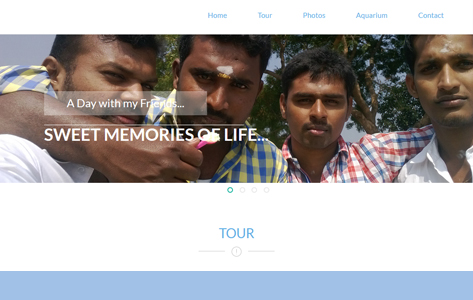 Home Tour Photos Aquarium Contact
A Day with my Friends...
SWEET MEMORIES OF LIFE...
TOUR